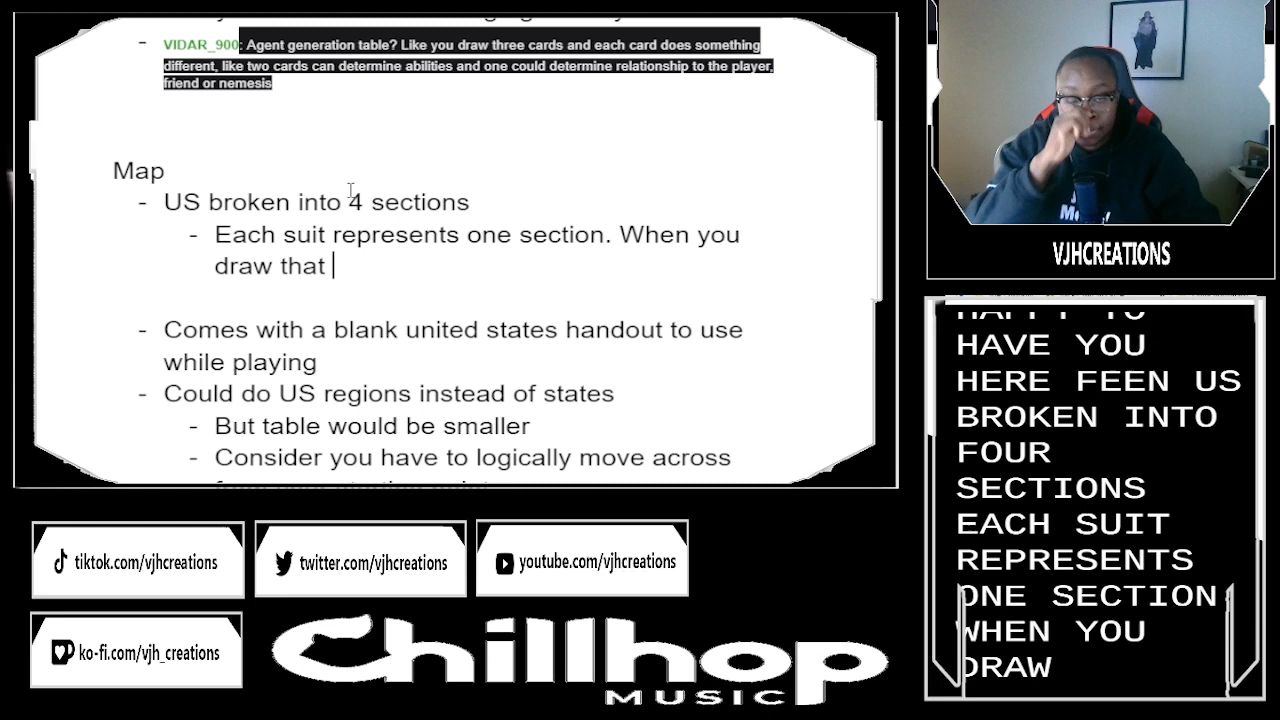 - VIDAR_900: Agent generation table? Like you draw three cards and each card does something
different, like two cards can determine abilities and one could determine relationship to the player,
friend or nemesis
Map
- US broken into 4 sections
- Each suit represents one section. When you
draw that
- Comes with a blank united states handout to use
while playing
- Could do US regions instead of states
- But table would be smaller
- Consider you have to logically move across
VJHCREATIONS
HAPPY TO
HAVE YOU
HERE FEEN US
BROKEN INTO
FOUR
SECTIONS
EACH SUIT
REPRESENTS
ONE SECTION
WHEN YOU
DRAW
tiktok.com/vjhcreations
twitter.com/vjhcreations
youtube.com/vjhcreations
ko-fi.com/vjh_creations
Chillhop
MUSIC